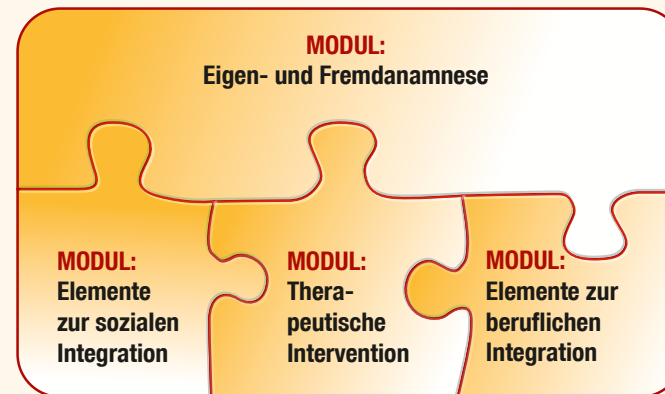 MODUL:
Eigen- und Fremdanamnese
MODUL:
Elemente
zur sozialen
Integration
MODUL:
Thera-
peutische
Intervention
MODUL:
Elemente zur
beruflichen
Integration